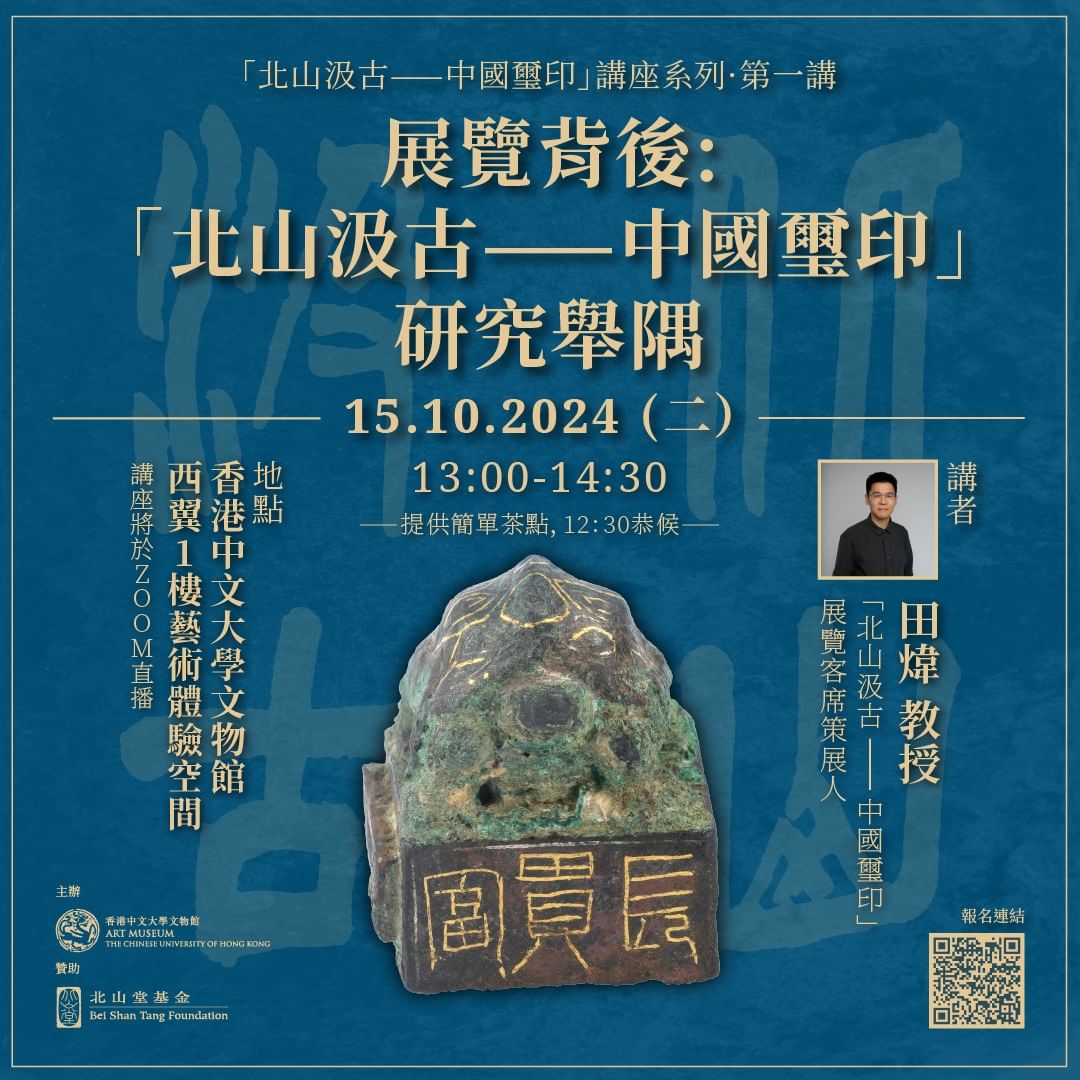 「北山汲古——中國璽印」講座系列·第一講
展覽背後:
「北山汲古——中國璽印」
研究舉隅
15.10.2024 (二)
13:00-14:30
提供簡單茶點, 12:30恭候
講者
田煒 教授
「北山汲古——中國璽印」
展覽客席策展人
地點
香港中文大學文物館
西翼1樓藝術體驗空間
講座將於ZOOM直播
長貴富
主辦
香港中文大學文物館
ART MUSEUM
THE CHINESE UNIVERSITY OF HONG KONG
贊助
北山堂基金
Bei Shan Tang Foundation
報名連結